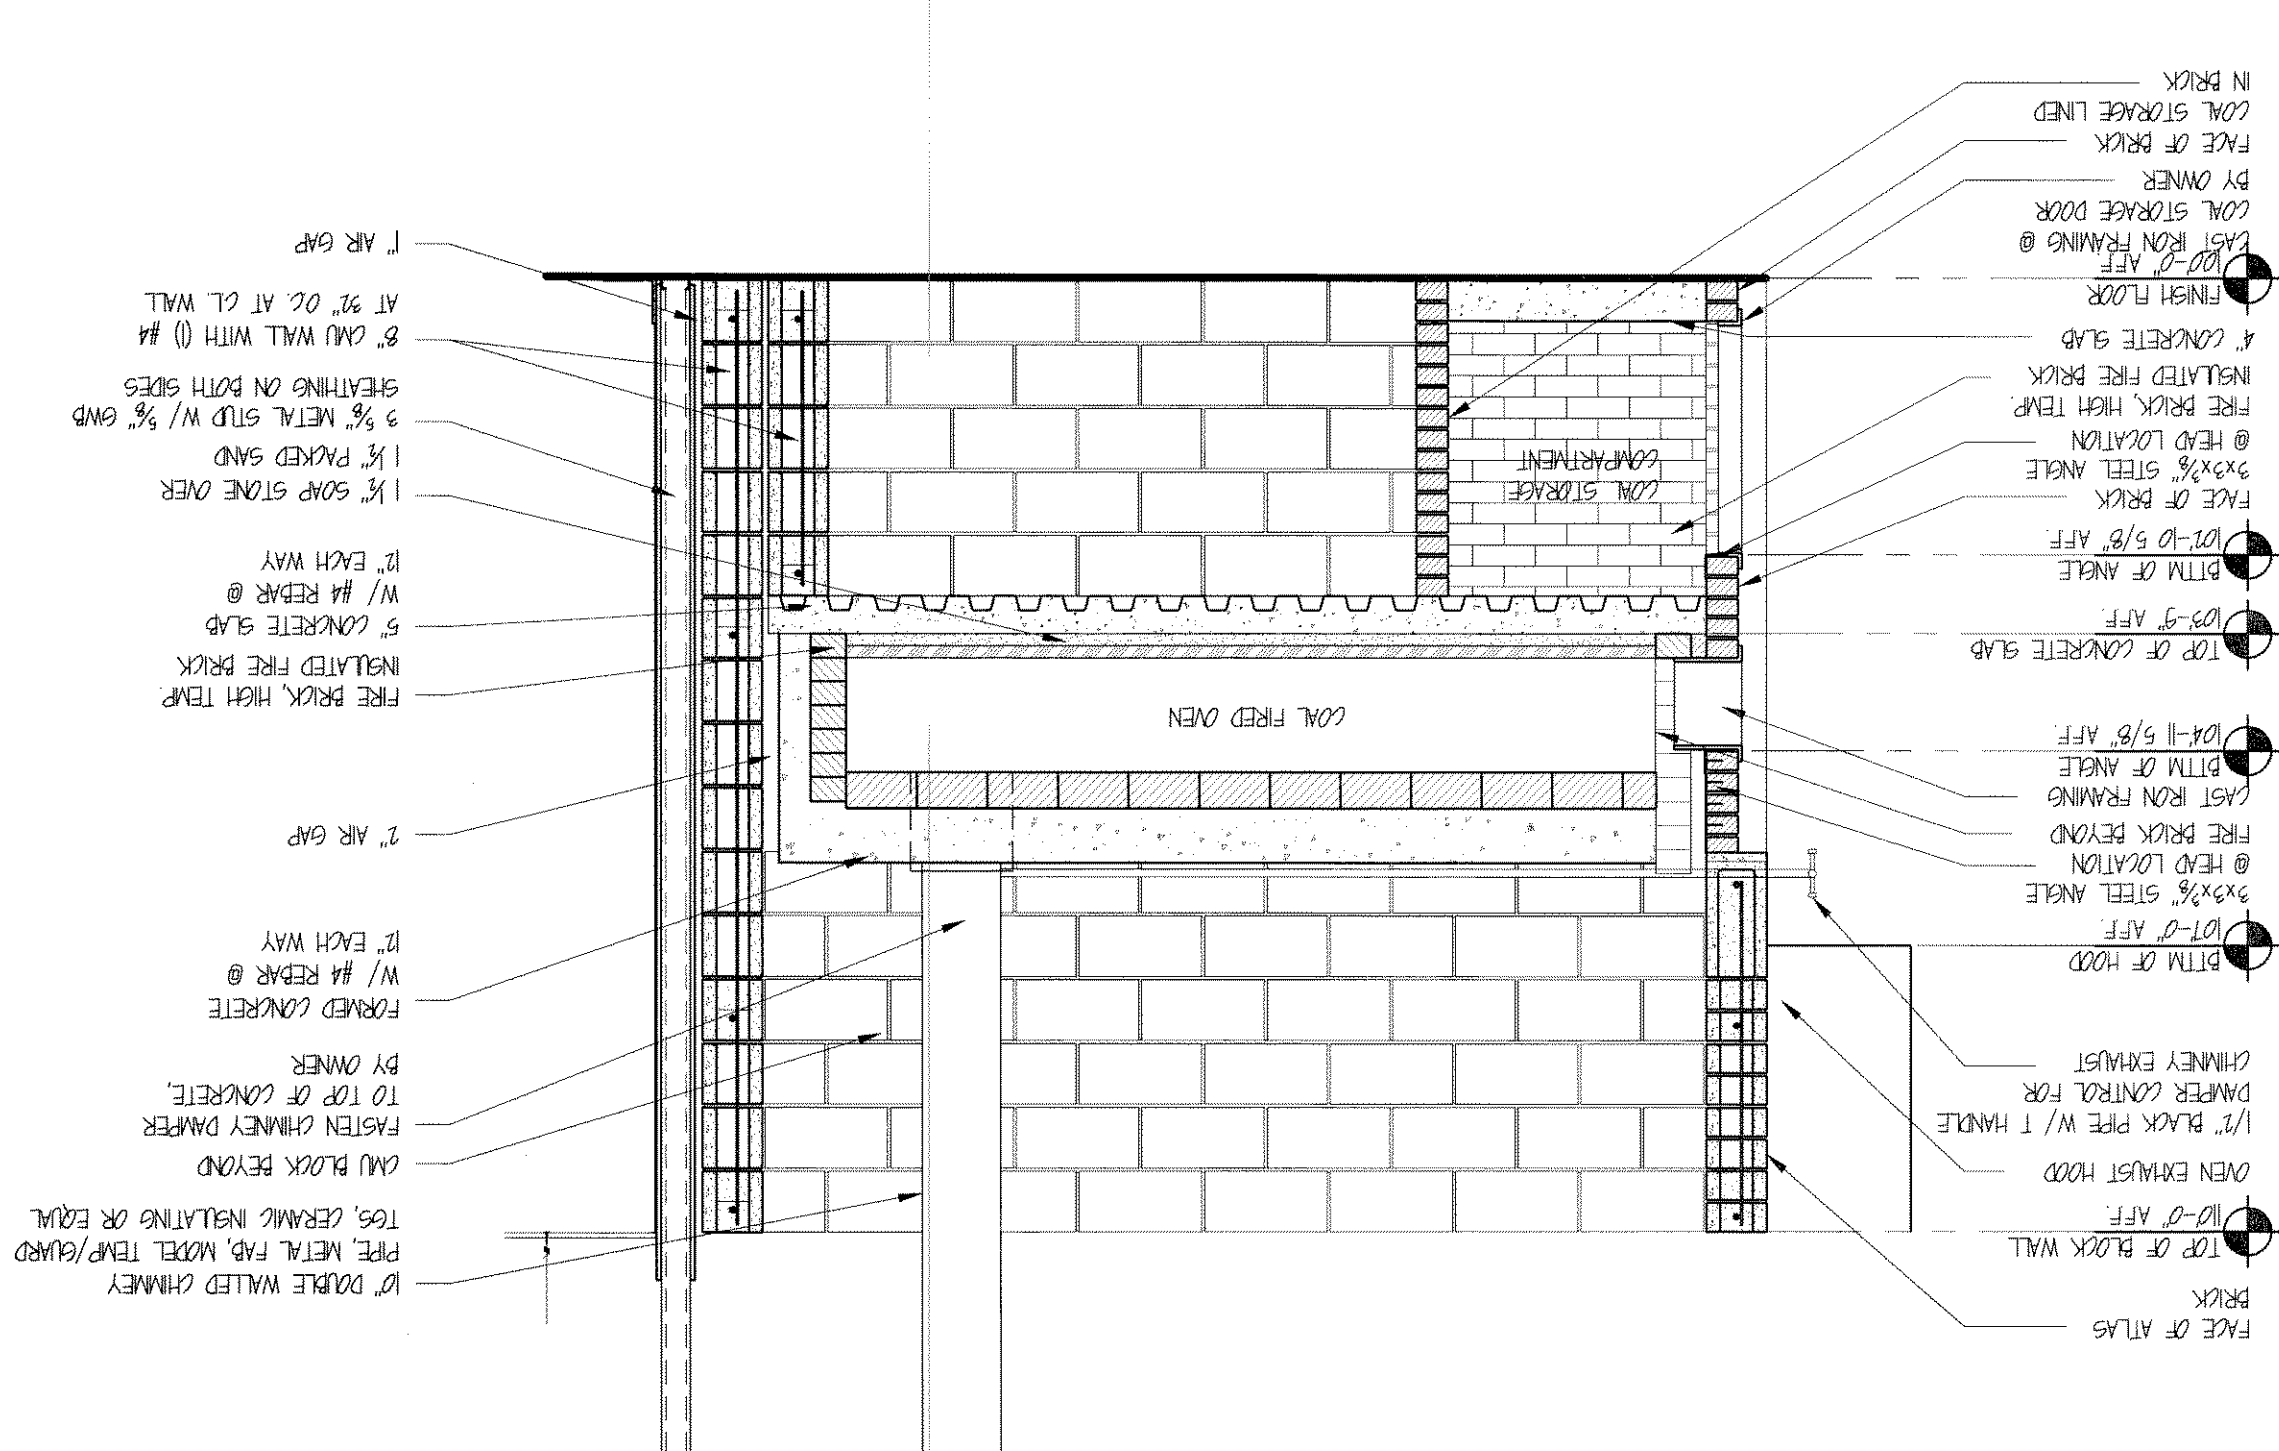 FACE OF ATLAS
BRICK
TOP OF BLOCK WALL
110'-0" AFF.
OVEN EXHAUST HOOD
1/2" BLACK PIPE W/ T HANDLE
DAMPER CONTROL FOR
CHIMNEY EXHAUST
BTTM OF HOOD
107'-0" AFF.
3x3x3/8" STEEL ANGLE
@ HEAD LOCATION
FIRE BRICK BEYOND
CAST IRON FRAMING
BTTM OF ANGLE
104'-11 5/8" AFF.
TOP OF CONCRETE SLAB
103'-9" AFF.
BTTM OF ANGLE
102'-10 5/8" AFF.
FACE OF BRICK
3x3x3/8" STEEL ANGLE
@ HEAD LOCATION
FIRE BRICK, HIGH TEMP.
INSULATED FIRE BRICK
4" CONCRETE SLAB
FINISH FLOOR
100'-0" AFF.
CAST IRON FRAMING @
COAL STORAGE DOOR
BY OWNER
FACE OF BRICK
COAL STORAGE LINED
IN BRICK
COAL FIRED OVEN
COAL STORAGE
COMPARTMENT
10" DOUBLE WALLED CHIMNEY
PIPE, METAL FAB, MODEL TEMP/GUARD
TGS, CERAMIC INSULATING OR EQUAL
CMU BLOCK BEYOND
FASTEN CHIMNEY DAMPER
TO TOP OF CONCRETE,
BY OWNER
FORMED CONCRETE
W/ #4 REBAR @
12" EACH WAY
2" AIR GAP
FIRE BRICK, HIGH TEMP.
INSULATED FIRE BRICK
5" CONCRETE SLAB
W/ #4 REBAR @
12" EACH WAY
1 1/2" SOAP STONE OVER
1 1/2" PACKED SAND
3 5/8" METAL STUD W/ 5/8" GWB
SHEATHING ON BOTH SIDES
8" CMU WALL WITH (1) #4
AT 32" O.C. AT CL. WALL
1" AIR GAP